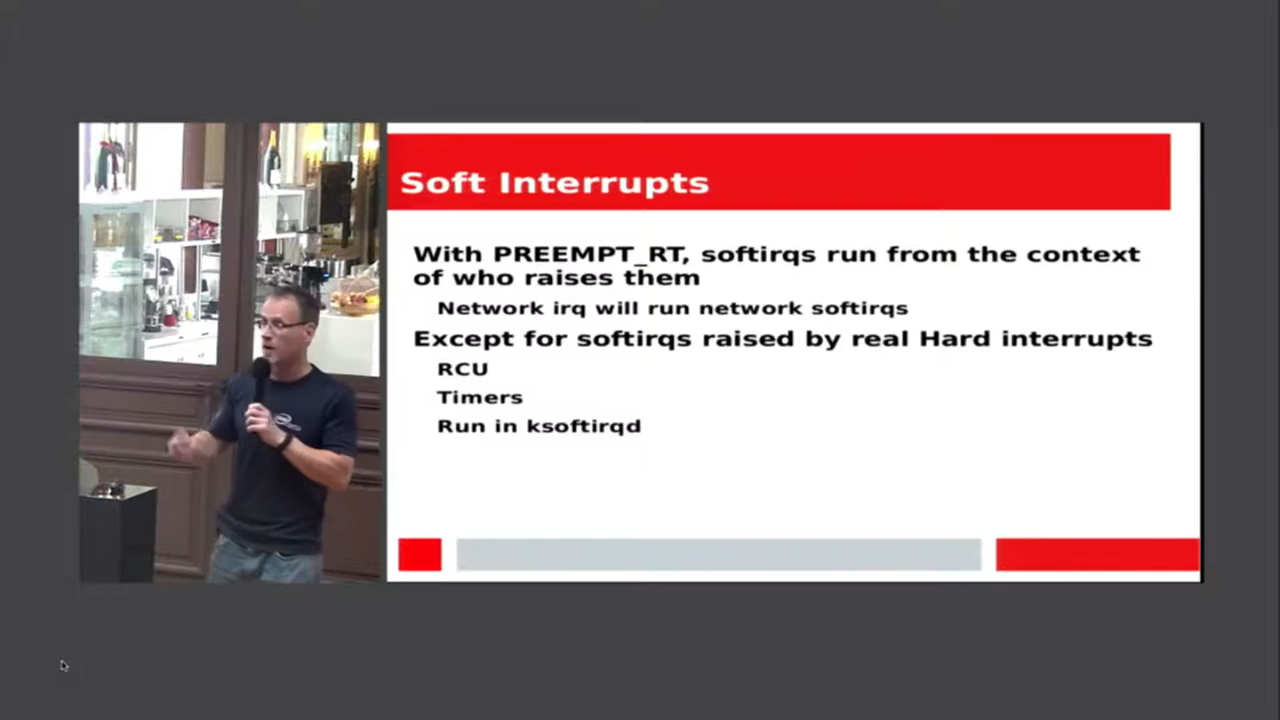 Soft Interrupts
With PREEMPT_RT, softirqs run from the context
of who raises them
Network irq will run network softirqs
Except for softirqs raised by real Hard interrupts
RCU
Timers
Run in ksoftirqd